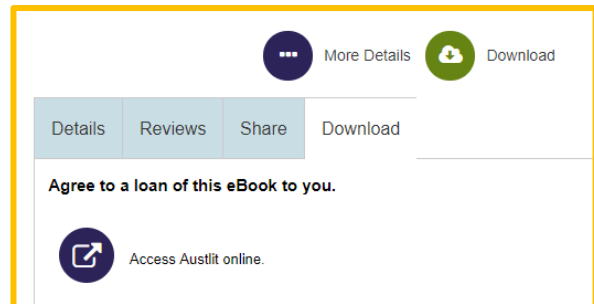 More Details Download
Details Reviews Share Download
Agree to a loan of this eBook to you.
Access Austlit online.